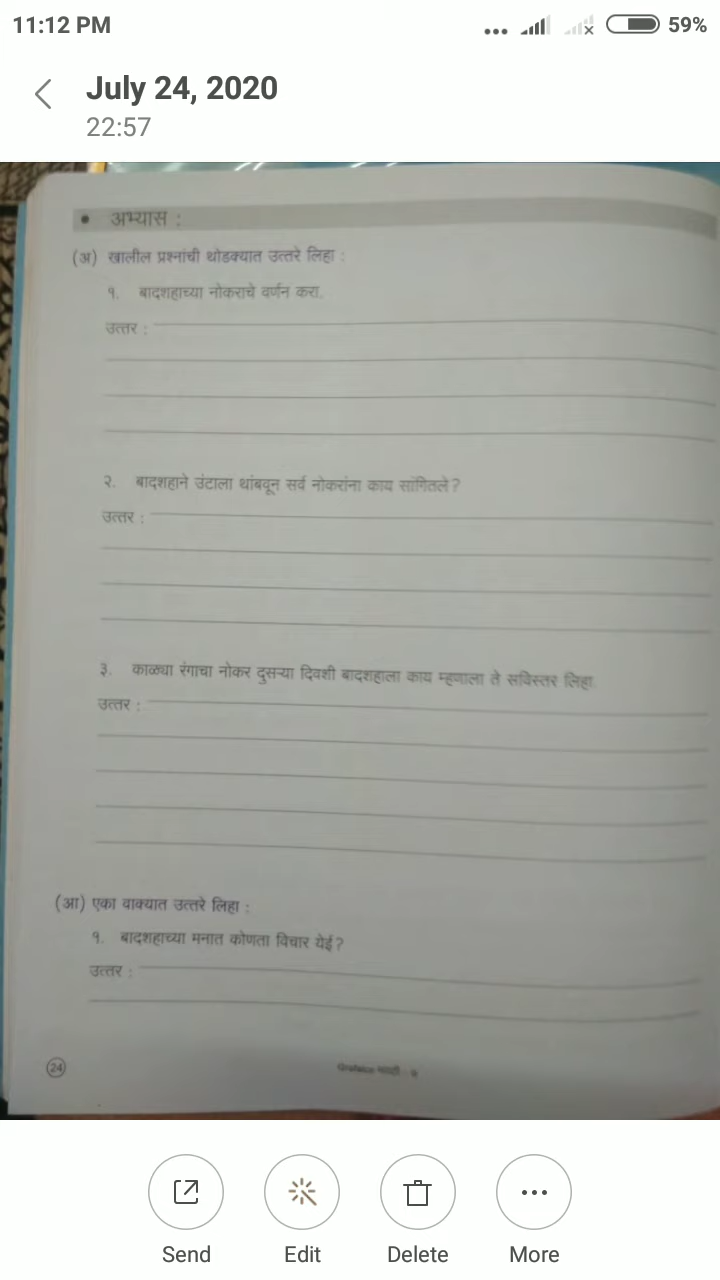 11:12 PM
59%
July 24, 2020
22:57
• अभ्यास :
(अ) खालील प्रश्नांची थोडक्यात उत्तरे लिहा :
१. बादशहाच्या नोकराचे वर्णन करा.
उत्तर :
२. बादशहाने उंटाला थांबवून सर्व नोकरांना काय सांगितले?
उत्तर :
३. काळ्या रंगाचा नोकर दुसऱ्या दिवशी बादशहाला काय म्हणाला ते सविस्तर लिहा.
उत्तर :
(आ) एका वाक्यात उत्तरे लिहा :
१. बादशहाच्या मनात कोणता विचार येई?
उत्तर :
24
मराठी
Send Edit Delete More